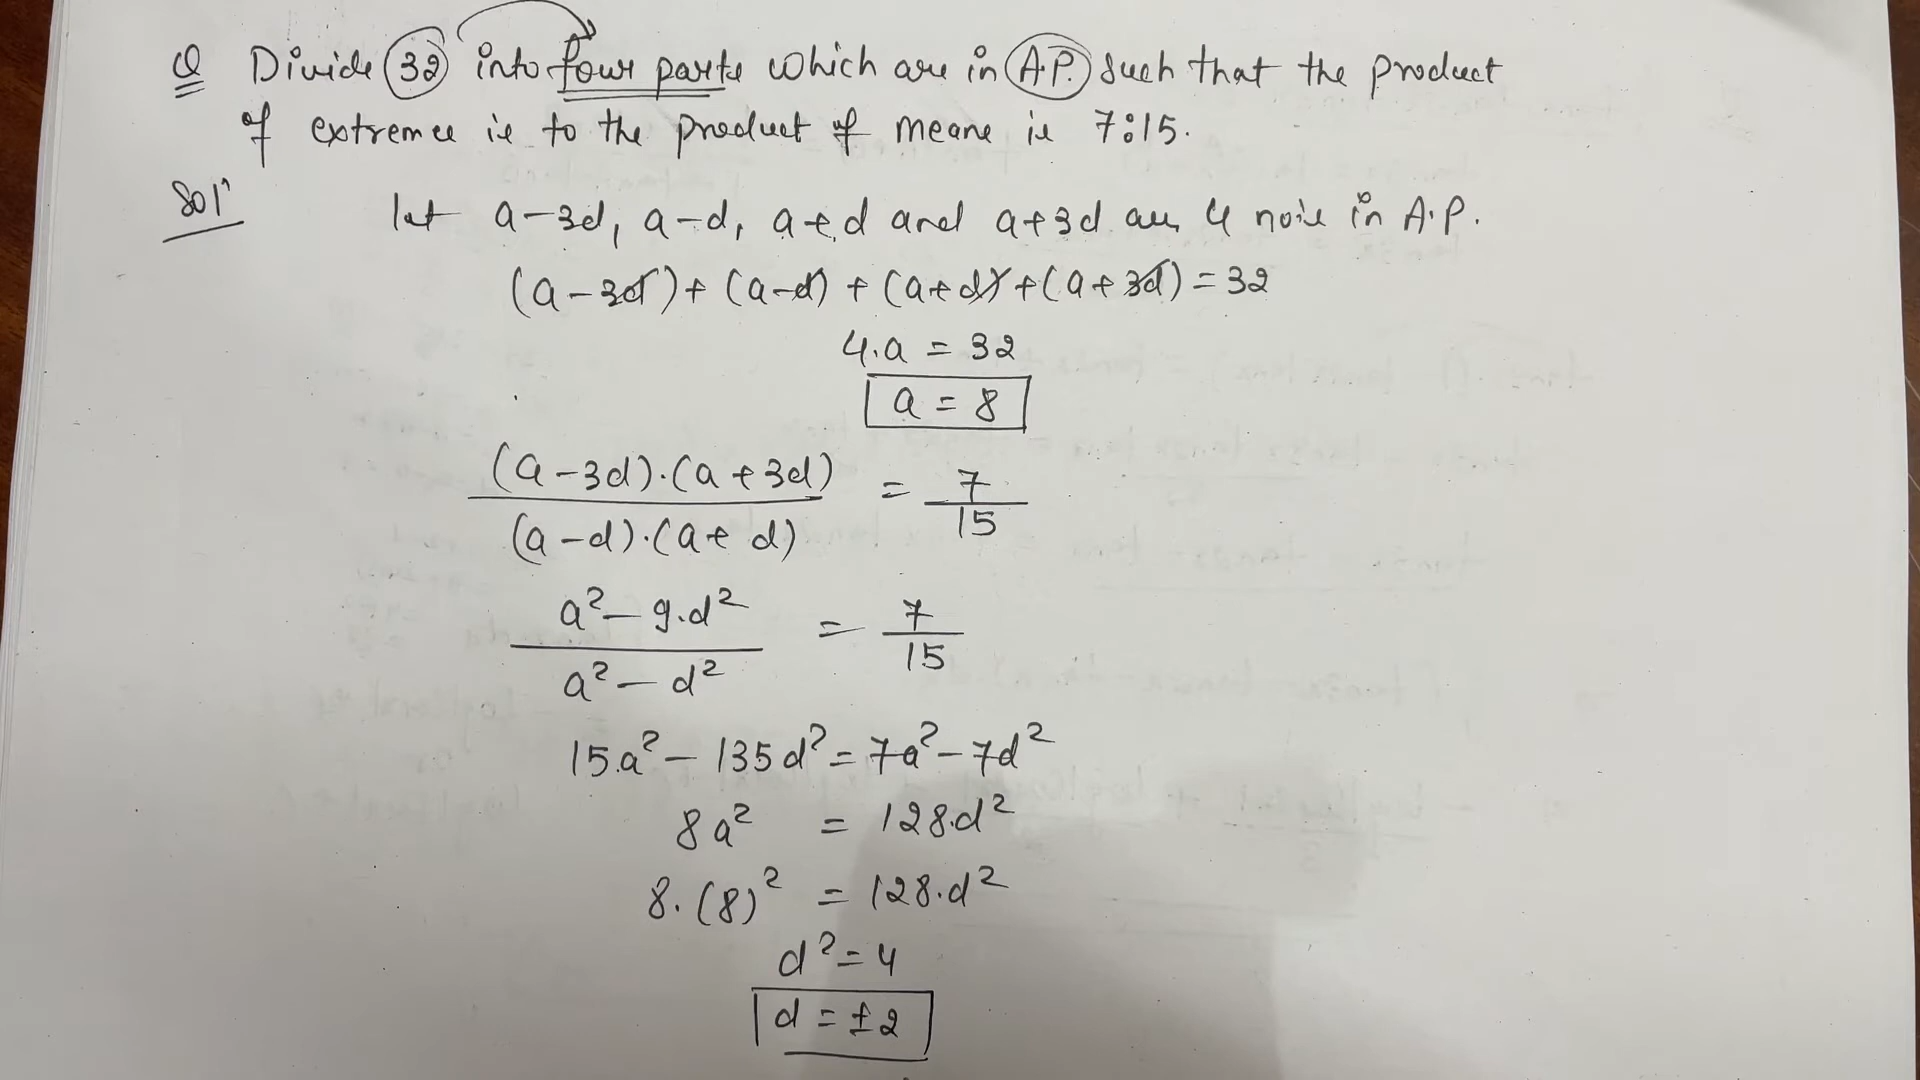 Q Divide 32 into four parts which are in A.P. such that the product
of extremes is to the product of means is 7:15.
Solⁿ
let a-3d, a-d, a+d and a+3d are 4 no's in A.P.
(a-3d)+(a-d)+(a+d)+(a+3d)=32
4.a = 32
a = 8
(a-3d).(a+3d) / (a-d).(a+d) = 7/15
a²-9.d² / a²-d² = 7/15
15.a²-135d²=7a²-7d²
8a² = 128.d²
8.(8)² = 128.d²
d²=4
d = ±2